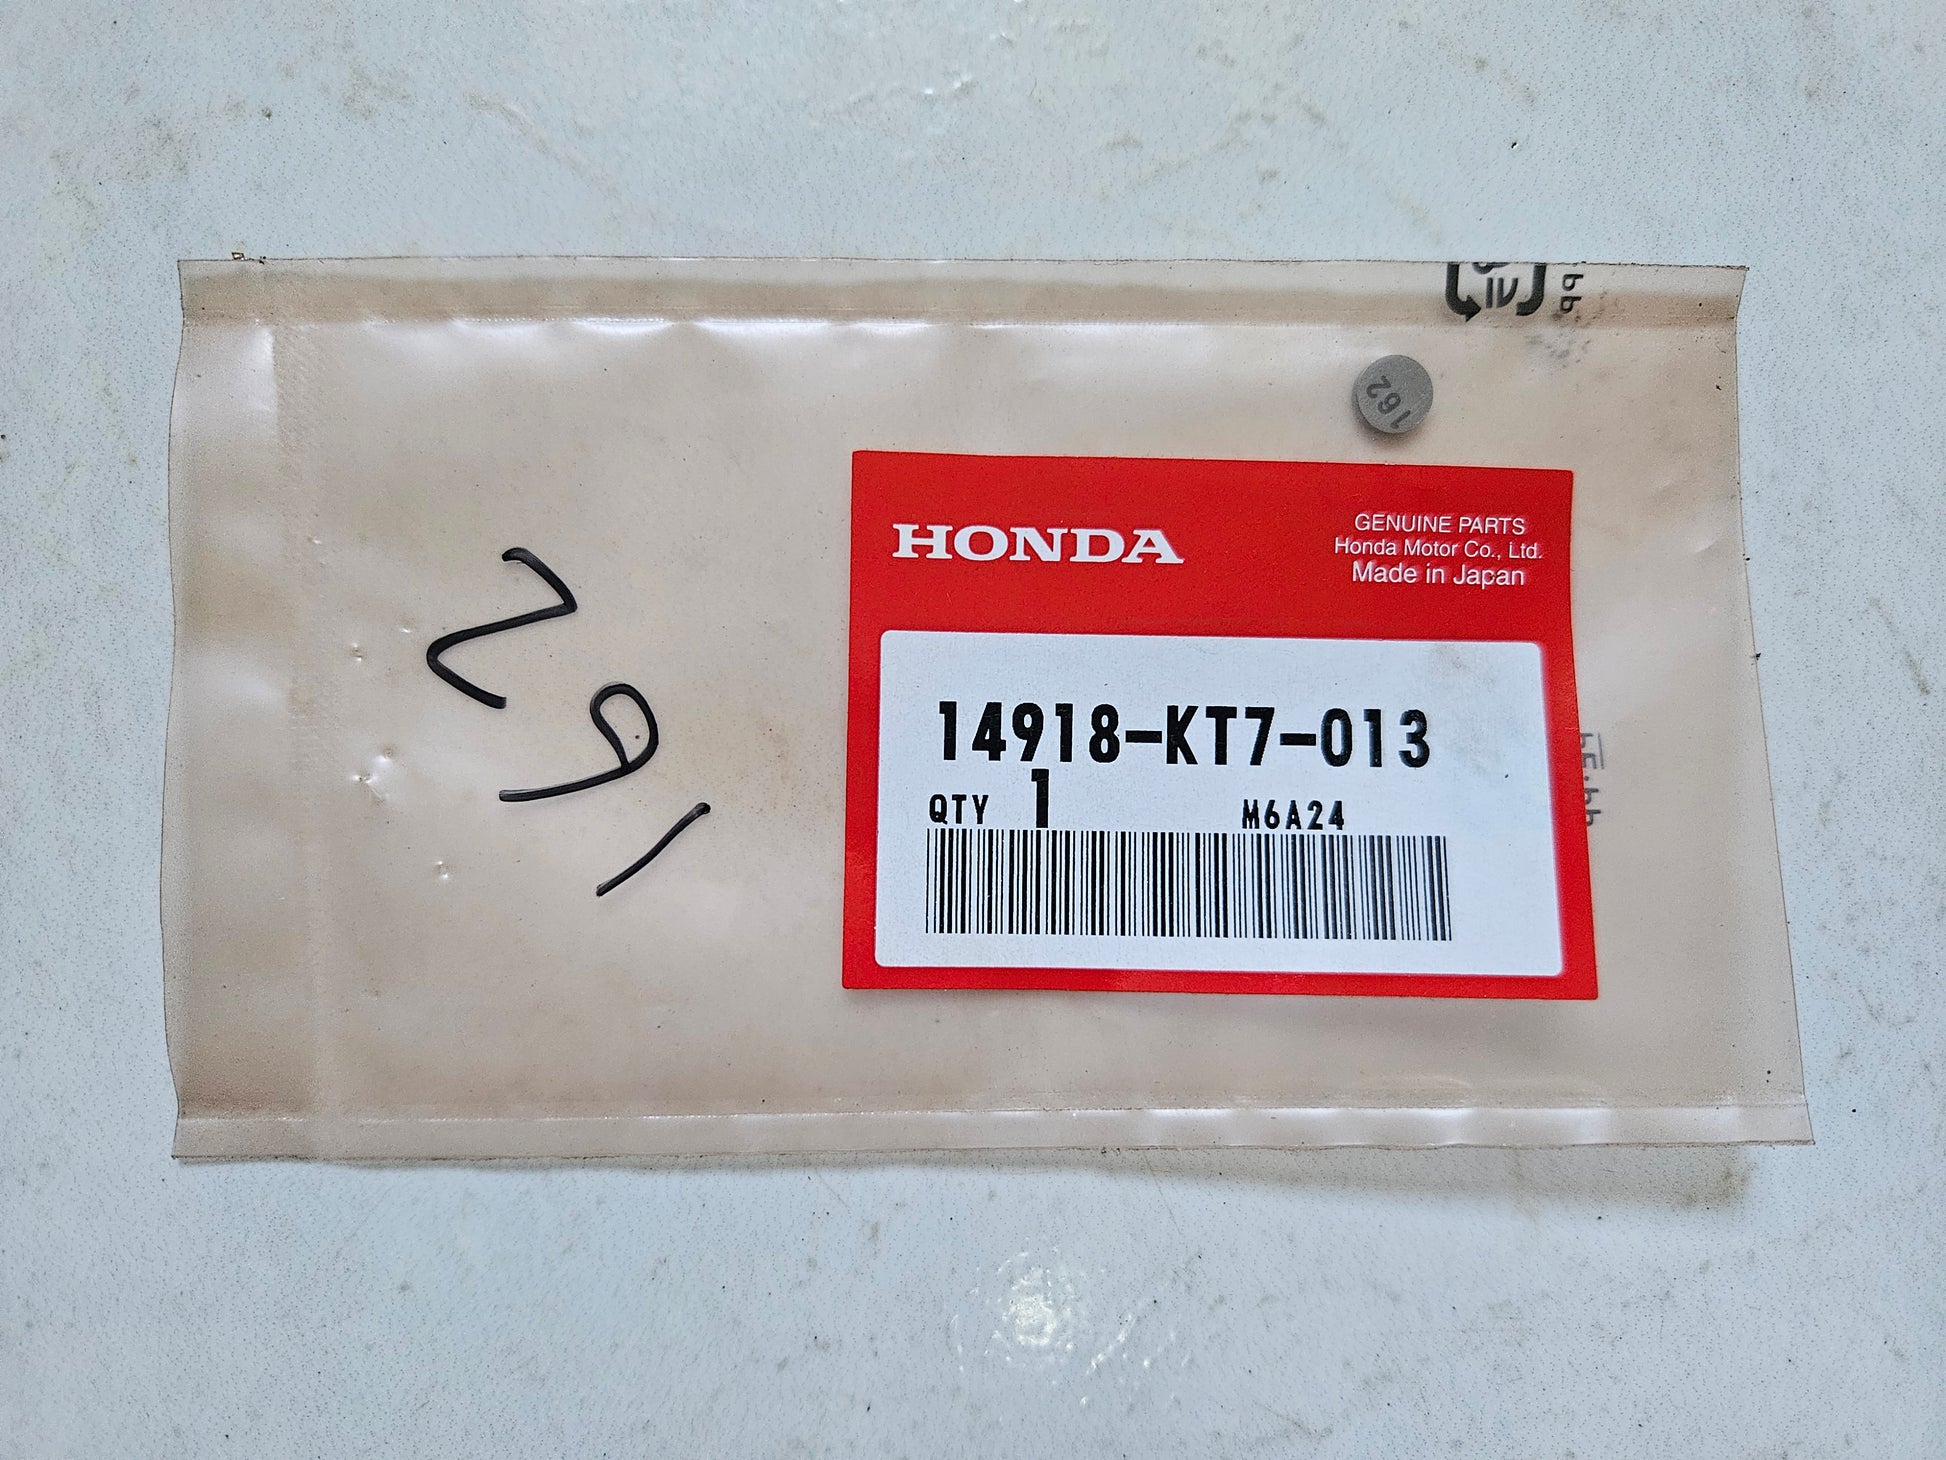 162
162
HONDA
GENUINE PARTS
Honda Motor Co., Ltd.
Made in Japan
14918-KT7-013
QTY 1 M6A24